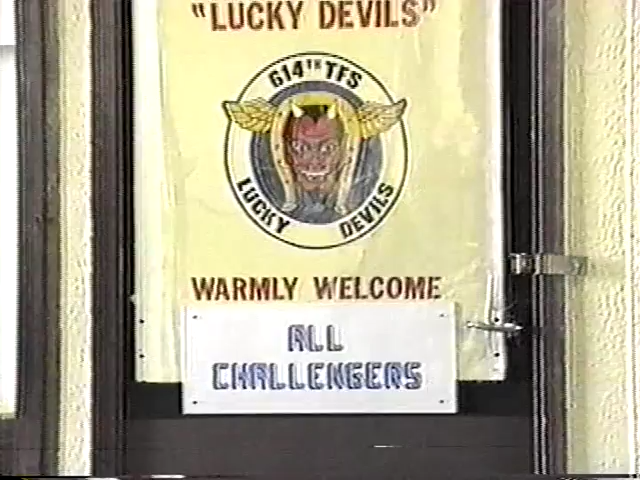 "LUCKY DEVILS"
614TH TFS
LUCKY DEVILS
WARMLY WELCOME
ALL
CHALLENGERS